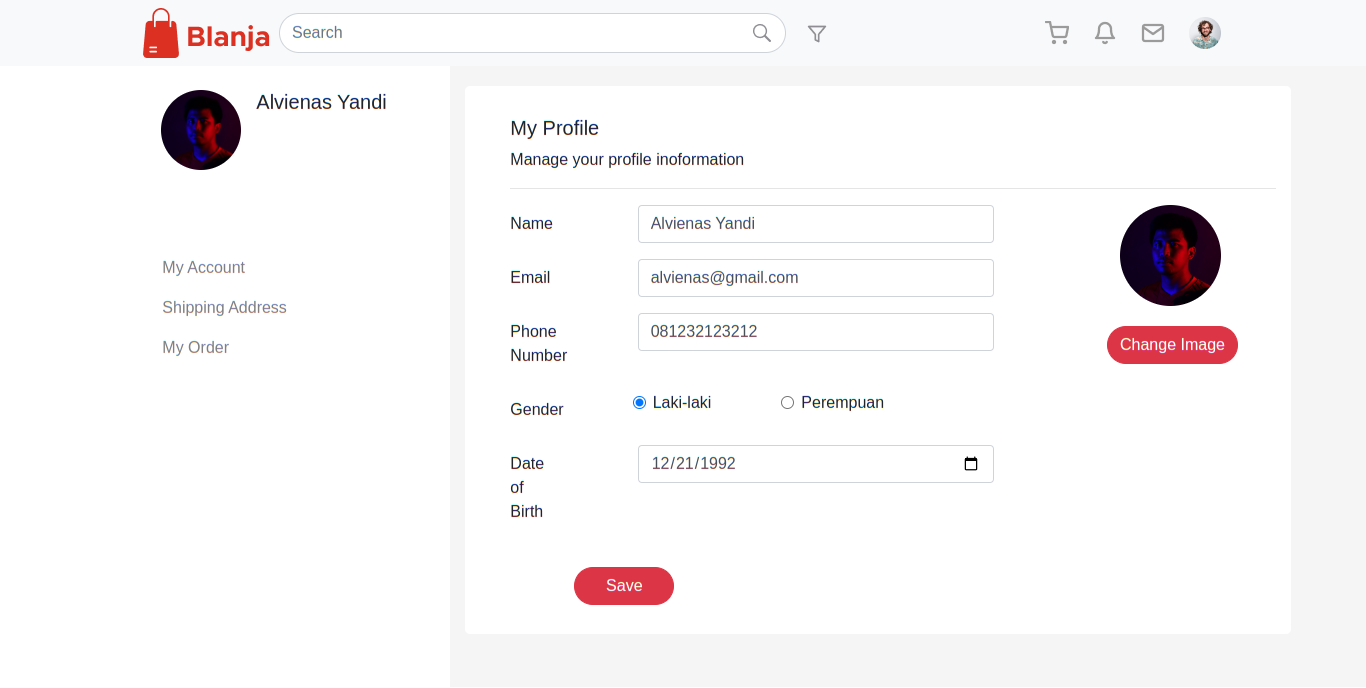 Blanja
Search
Alvienas Yandi
My Account
Shipping Address
My Order
My Profile
Manage your profile inoformation
Name
Alvienas Yandi
Email
alvienas@gmail.com
Phone
Number
081232123212
Gender
Laki-laki
Perempuan
Date
of
Birth
12/21/1992
Change Image
Save